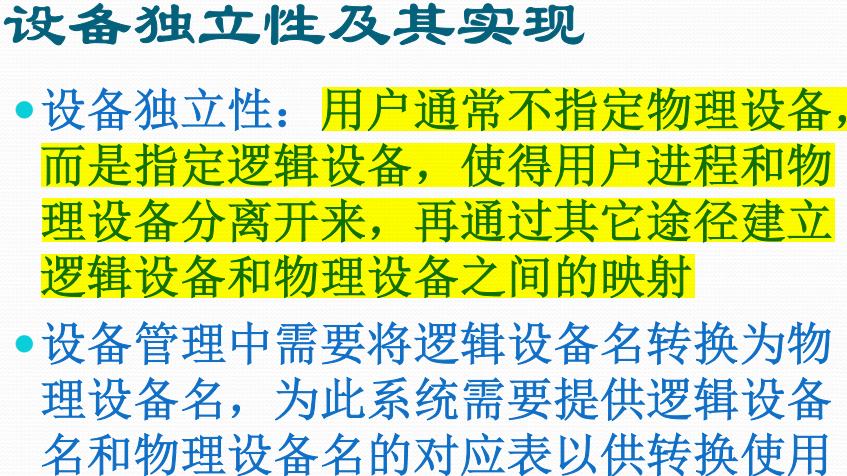 设备独立性及其实现
设备独立性：用户通常不指定物理设备，
而是指定逻辑设备，使得用户进程和物
理设备分离开来，再通过其它途径建立
逻辑设备和物理设备之间的映射
设备管理中需要将逻辑设备名转换为物
理设备名，为此系统需要提供逻辑设备
名和物理设备名的对应表以供转换使用